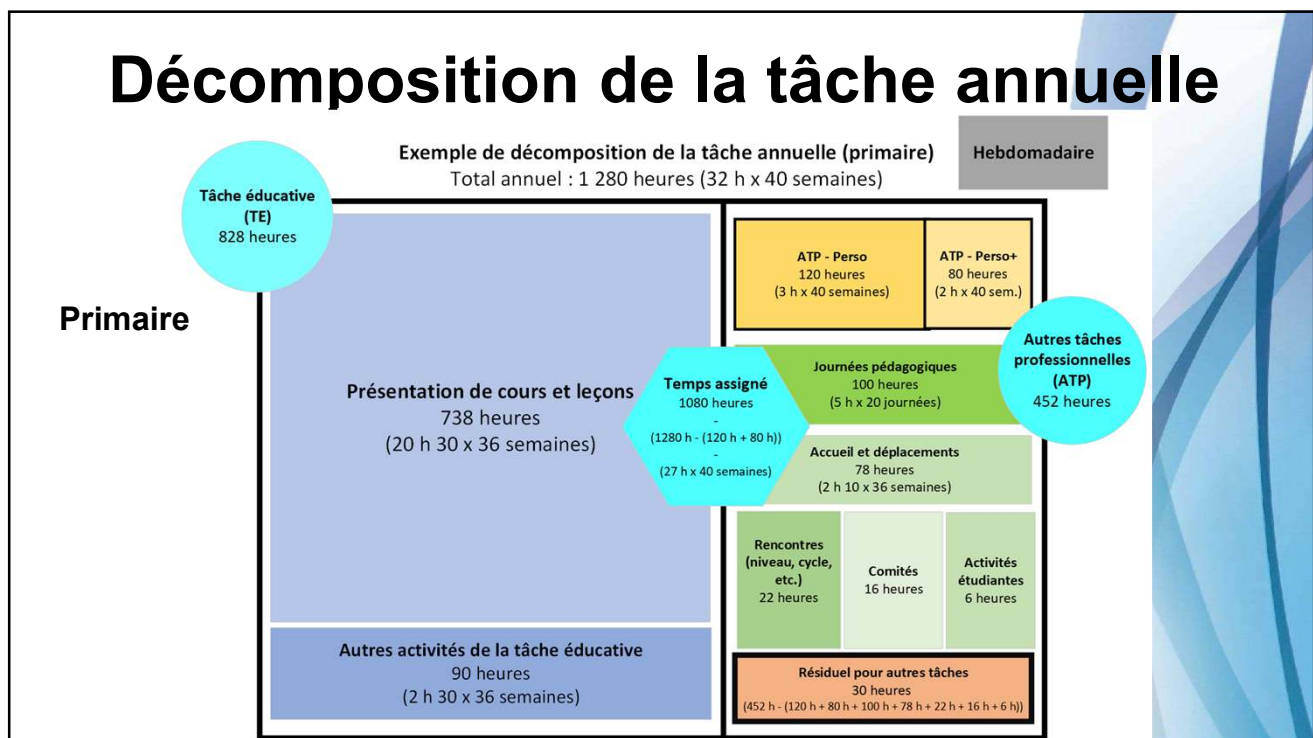 Décomposition de la tâche annuelle
Exemple de décomposition de la tâche annuelle (primaire)
Total annuel : 1 280 heures (32 h x 40 semaines)
Hebdomadaire
Tâche éducative
(TE)
828 heures
Primaire
Présentation de cours et leçons
738 heures
(20 h 30 x 36 semaines)
Autres activités de la tâche éducative
90 heures
(2 h 30 x 36 semaines)
Temps assigné
1080 heures
-
(1280 h - (120 h + 80 h))
-
(27 h x 40 semaines)
ATP - Perso
120 heures
(3 h x 40 semaines)
ATP - Perso+
80 heures
(2 h x 40 sem.)
Autres tâches
professionnelles
(ATP)
452 heures
Journées pédagogiques
100 heures
(5 h x 20 journées)
Accueil et déplacements
78 heures
(2 h 10 x 36 semaines)
Rencontres
(niveau, cycle,
etc.)
22 heures
Comités
16 heures
Activités
étudiantes
6 heures
Résiduel pour autres tâches
30 heures
(452 h - (120 h + 80 h + 100 h + 78 h + 22 h + 16 h + 6 h))